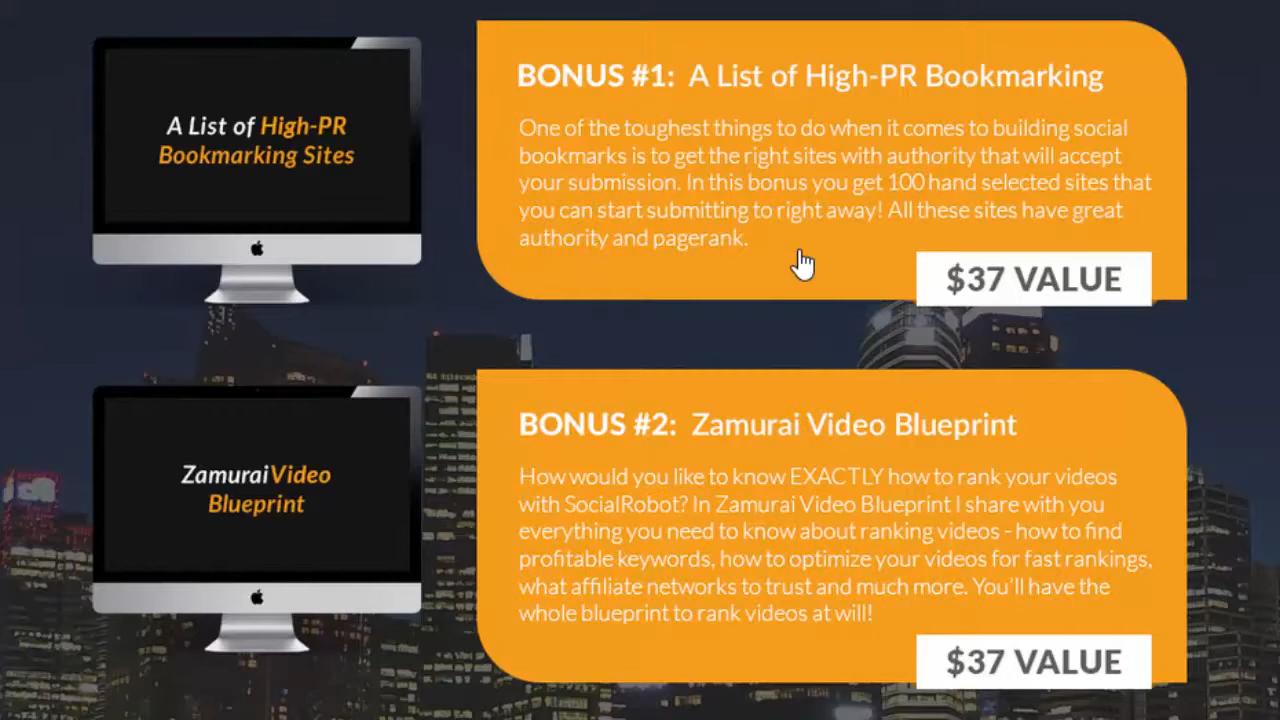 A List of High-PR
Bookmarking Sites
BONUS #1: A List of High-PR Bookmarking
One of the toughest things to do when it comes to building social
bookmarks is to get the right sites with authority that will accept
your submission. In this bonus you get 100 hand selected sites that
you can start submitting to right away! All these sites have great
authority and pagerank.
$37 VALUE
ZamuraiVideo
Blueprint
BONUS #2: Zamurai Video Blueprint
How would you like to know EXACTLY how to rank your videos
with SocialRobot? In Zamurai Video Blueprint I share with you
everything you need to know about ranking videos - how to find
profitable keywords, how to optimize your videos for fast rankings,
what affiliate networks to trust and much more. You'll have the
whole blueprint to rank videos at will!
$37 VALUE